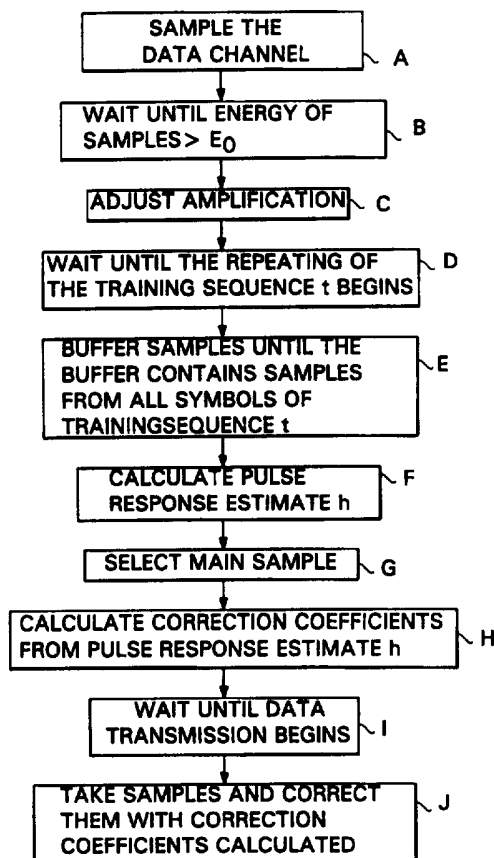 SAMPLE THE
DATA CHANNEL
A
WAIT UNTIL ENERGY OF
SAMPLES > E0
B
ADJUST AMPLIFICATION
C
WAIT UNTIL THE REPEATING OF
THE TRAINING SEQUENCE t BEGINS
D
BUFFER SAMPLES UNTIL THE
BUFFER CONTAINS SAMPLES
FROM ALL SYMBOLS OF
TRAININGSEQUENCE t
E
CALCULATE PULSE
RESPONSE ESTIMATE h
F
SELECT MAIN SAMPLE
G
CALCULATE CORRECTION COEFFICIENTS
FROM PULSE RESPONSE ESTIMATE h
H
WAIT UNTIL DATA
TRANSMISSION BEGINS
I
TAKE SAMPLES AND CORRECT
THEM WITH CORRECTION
COEFFICIENTS CALCULATED
J